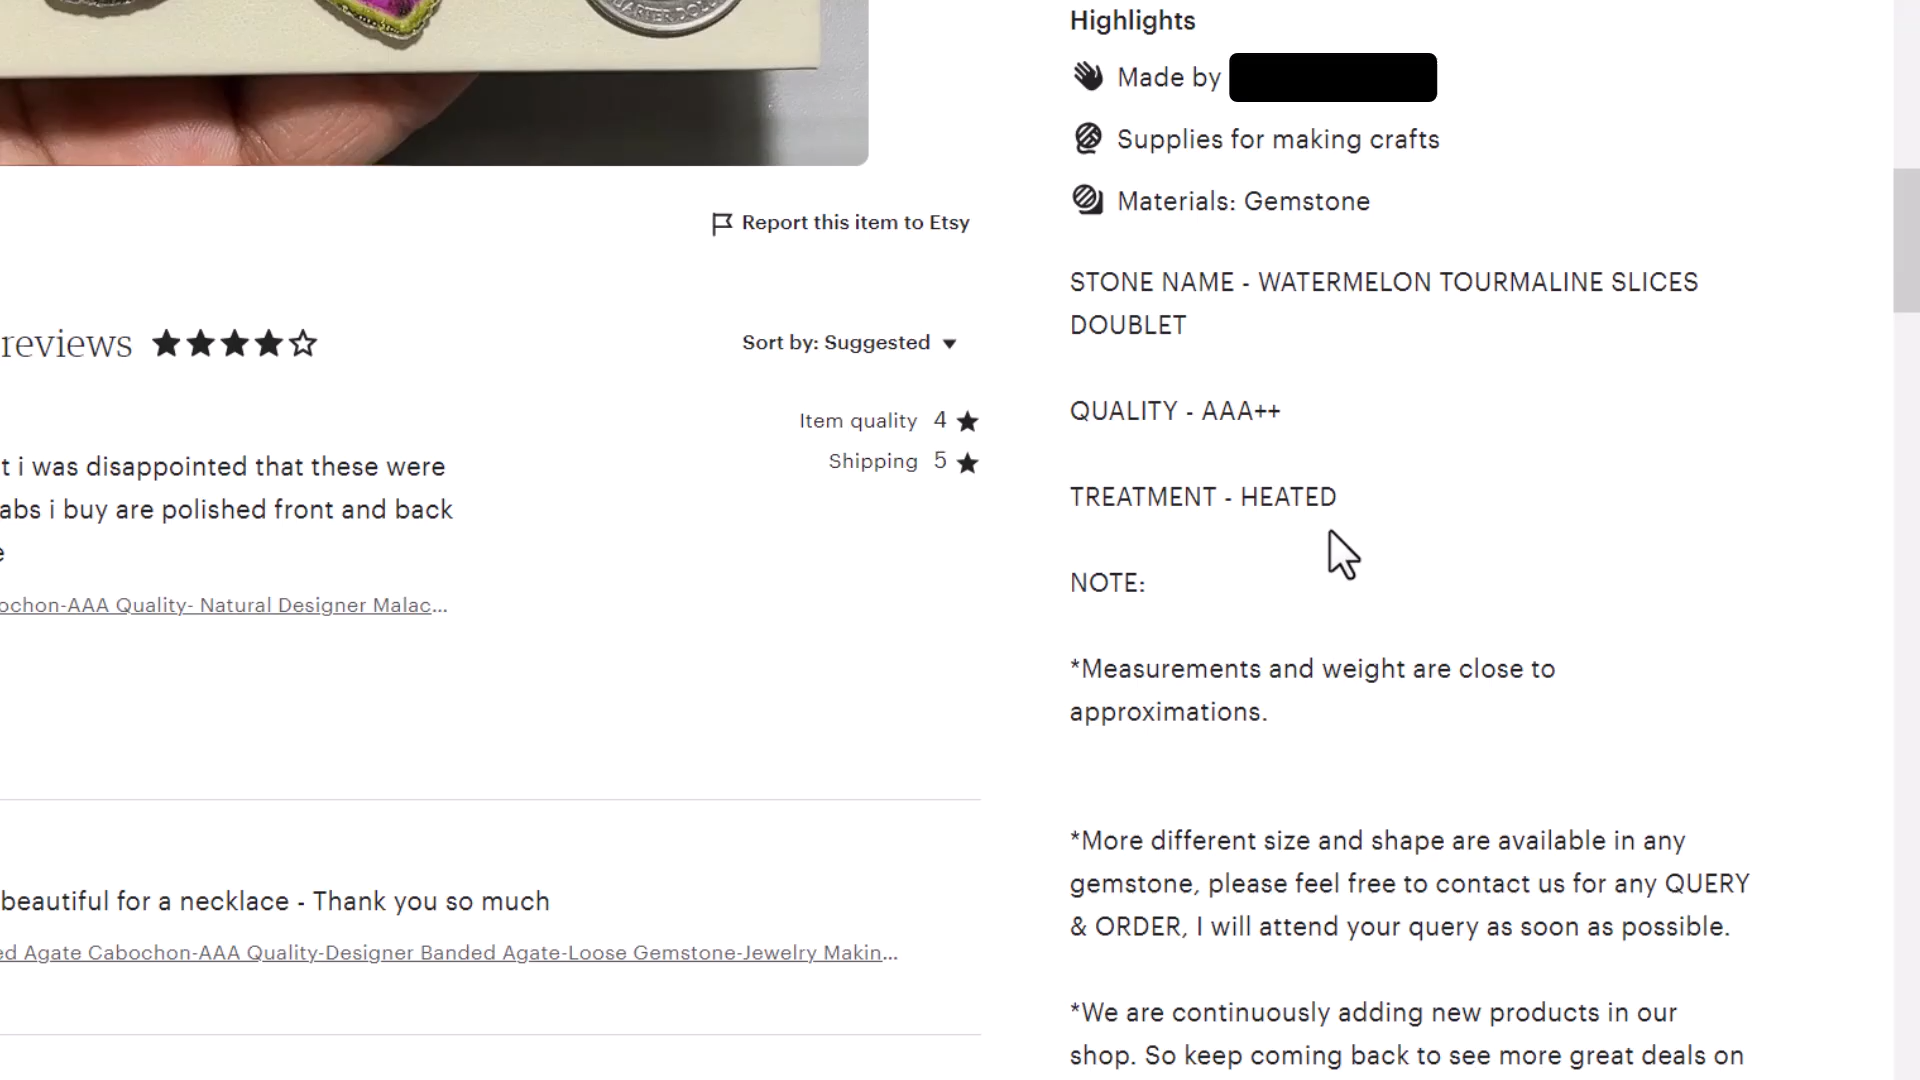 QUARTER DOL
Report this item to Etsy
reviews
Sort by: Suggested
Item quality 4
Shipping 5
t i was disappointed that these were
abs i buy are polished front and back
e
ochon-AAA Quality- Natural Designer Malac...
beautiful for a necklace - Thank you so much
ed Agate Cabochon-AAA Quality-Designer Banded Agate-Loose Gemstone-Jewelry Makin...
Highlights
Made by
Supplies for making crafts
Materials: Gemstone
STONE NAME - WATERMELON TOURMALINE SLICES
DOUBLET
QUALITY - AAA++
TREATMENT - HEATED
NOTE:
*Measurements and weight are close to
approximations.
*More different size and shape are available in any
gemstone, please feel free to contact us for any QUERY
& ORDER, I will attend your query as soon as possible.
*We are continuously adding new products in our
shop. So keep coming back to see more great deals on